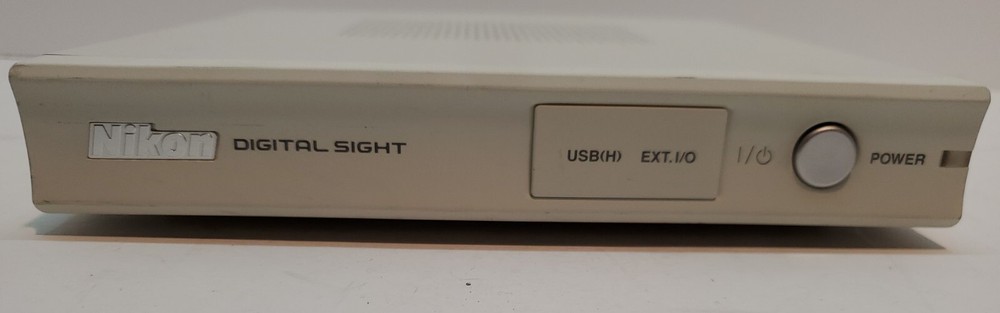 Nikon DIGITAL SIGHT USB(H) EXT. I/O I/⏻ POWER